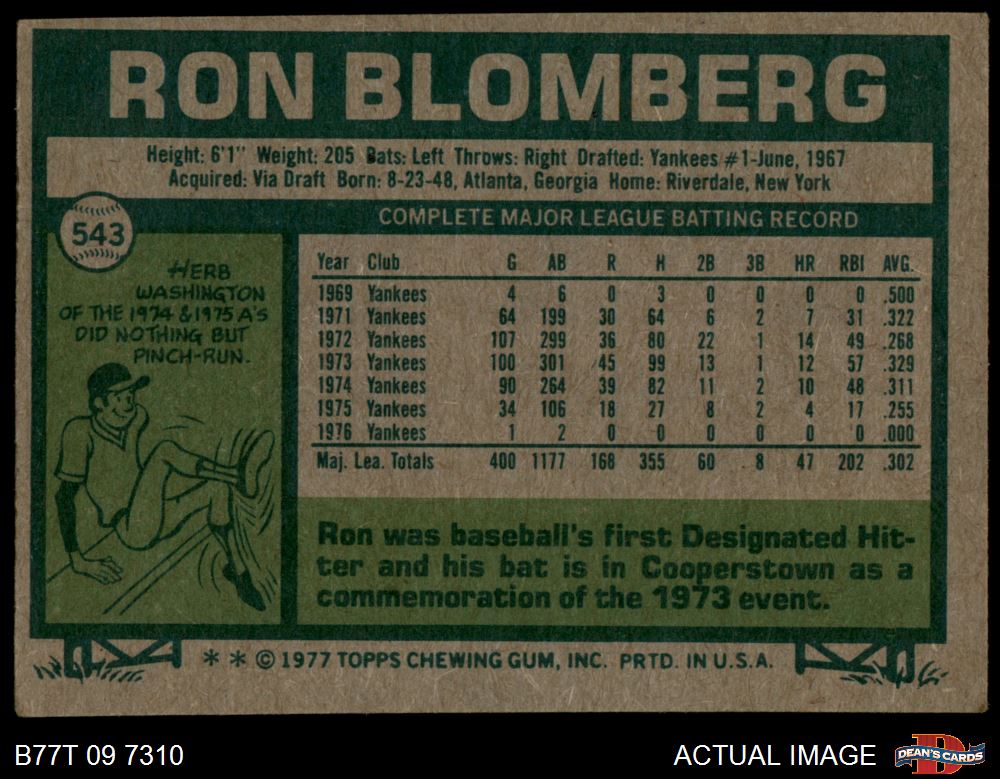 RON BLOMBERG
Height: 6'1" Weight: 205 Bats: Left Throws: Right Drafted: Yankees #1-June, 1967
Acquired: Via Draft Born: 8-23-48, Atlanta, Georgia Home: Riverdale, New York
543
COMPLETE MAJOR LEAGUE BATTING RECORD
HERB
WASHINGTON
OF THE 1974 & 1975 A'S
DID NOTHING BUT
PINCH-RUN.
Year Club G AB R H 2B 3B HR RBI AVG.
1969 Yankees 4 6 0 3 0 0 0 0 .500
1971 Yankees 64 199 30 64 6 2 7 31 .322
1972 Yankees 107 299 36 80 22 1 14 49 .268
1973 Yankees 100 301 45 99 13 1 12 57 .329
1974 Yankees 90 264 39 82 11 2 10 48 .311
1975 Yankees 34 106 18 27 8 2 4 17 .255
1976 Yankees 1 2 0 0 0 0 0 0 .000
Maj. Lea. Totals 400 1177 168 355 60 8 47 202 .302
Ron was baseball's first Designated Hit-
ter and his bat is in Cooperstown as a
commemoration of the 1973 event.
* * © 1977 TOPPS CHEWING GUM, INC. PRTD. IN U.S.A.
B77T 09 7310
ACTUAL IMAGE
D
DEAN'S CARDS